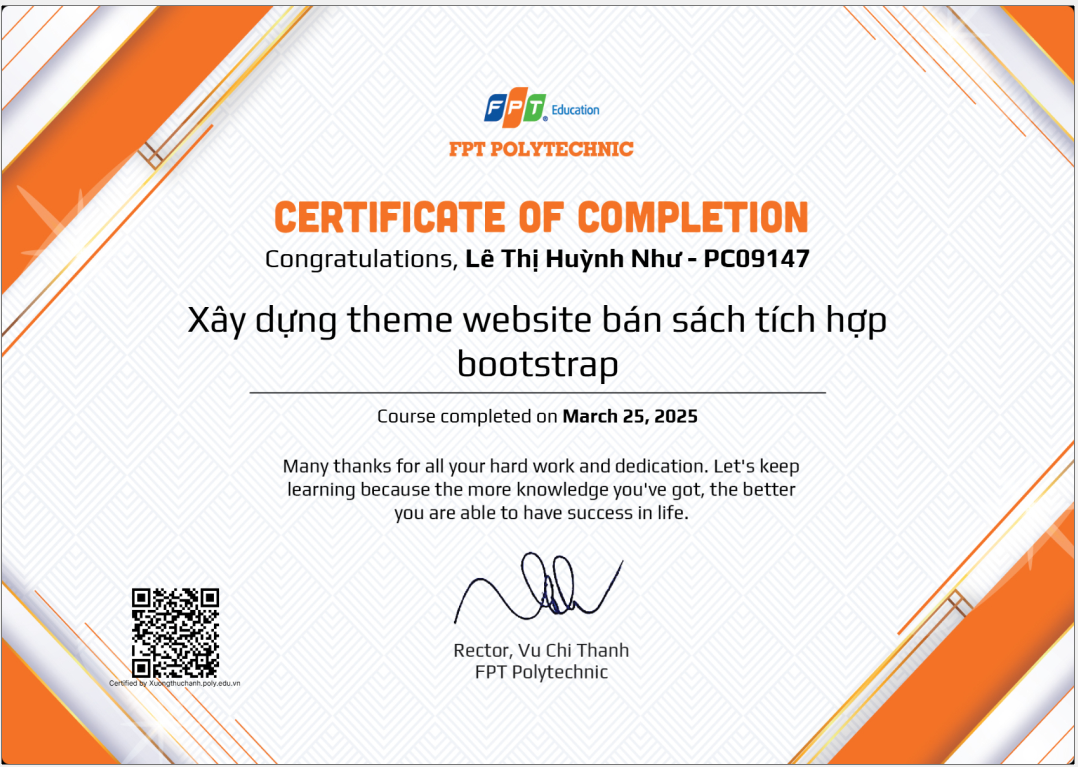 FPT Education
FPT POLYTECHNIC
CERTIFICATE OF COMPLETION
Congratulations, Lê Thị Huỳnh Như - PC09147
Xây dựng theme website bán sách tích hợp
bootstrap
Course completed on March 25, 2025
Many thanks for all your hard work and dedication. Let's keep
learning because the more knowledge you've got, the better
you are able to have success in life.
Rector, Vu Chi Thanh
FPT Polytechnic
Certified by Xuongthuchanh.poly.edu.vn